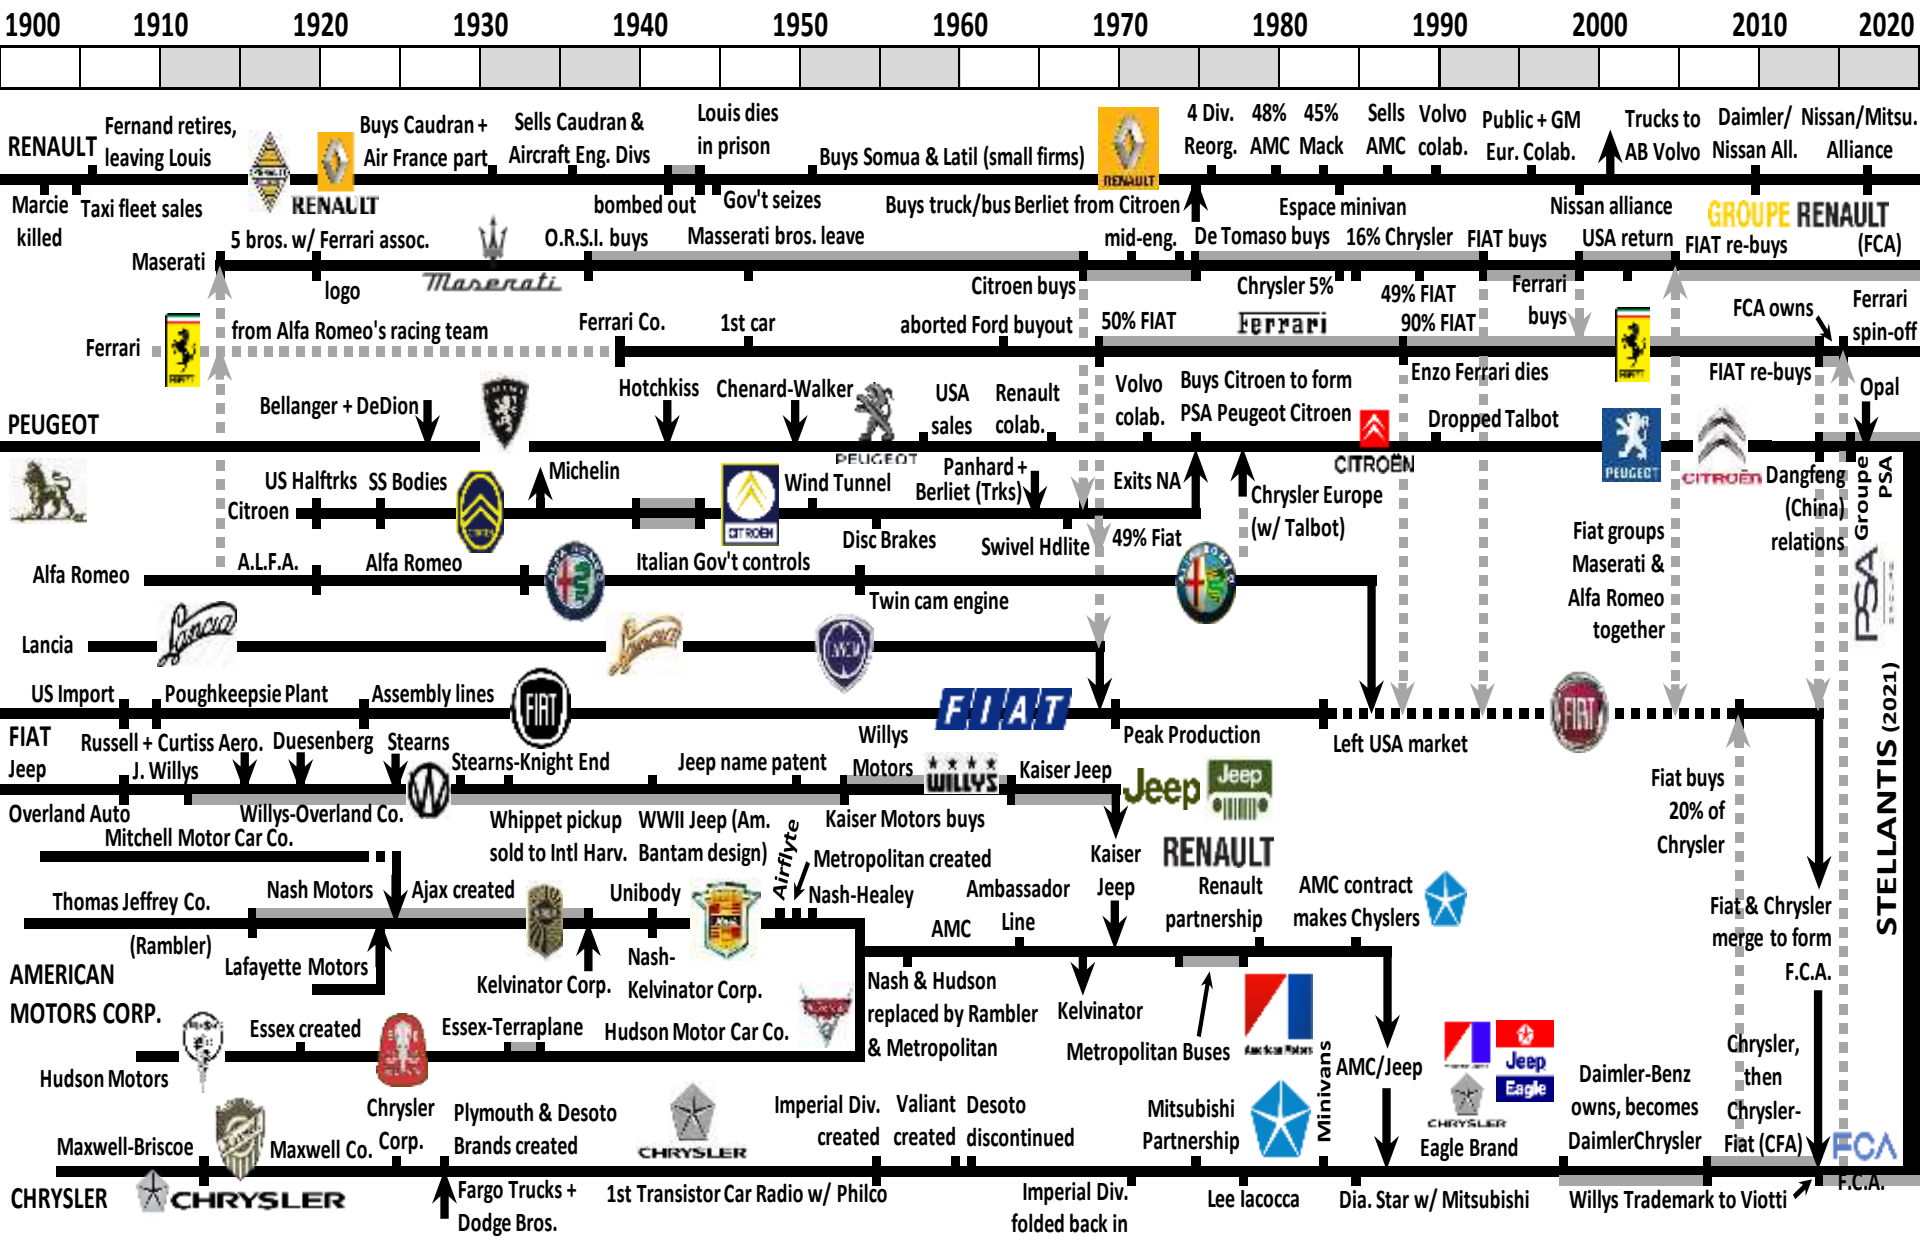 1900 1910 1920 1930 1940 1950 1960 1970 1980 1990 2000 2010 2020
RENAULT
Fernand retires,
leaving Louis
Buys Caudran +
Air France part
Sells Caudran &
Aircraft Eng. Divs
Louis dies
in prison
Buys Somua & Latil (small firms)
RENAULT
4 Div.
Reorg.
48%
AMC
45%
Mack
Sells
AMC
Volvo
colab.
Public + GM
Eur. Colab.
Trucks to
AB Volvo
Daimler/
Nissan All.
Nissan/Mitsu.
Alliance
Marcie
killed
Taxi fleet sales
RENAULT
bombed out
Gov't seizes
Buys truck/bus Berliet from Citroen
Espace minivan
Nissan alliance
GROUPE RENAULT
Maserati
5 bros. w/ Ferrari assoc.
O.R.S.I. buys
Masserati bros. leave
mid-eng.
De Tomaso buys
16% Chrysler
FIAT buys
USA return
FIAT re-buys
(FCA)
logo
Maserati
Citroen buys
Chrysler 5%
49% FIAT
Ferrari
buys
Ferrari
from Alfa Romeo's racing team
Ferrari Co.
1st car
aborted Ford buyout
50% FIAT
Ferrari
90% FIAT
FCA owns
Ferrari
spin-off
Enzo Ferrari dies
FIAT re-buys
PEUGEOT
Bellanger + DeDion
Hotchkiss
Chenard-Walker
PEUGEOT
USA
sales
Renault
colab.
Volvo
colab.
Buys Citroen to form
PSA Peugeot Citroen
CITROËN
Dropped Talbot
PEUGEOT
CITROËN
Opal
Citroen
US Halftrks
SS Bodies
Michelin
CITROËN
Wind Tunnel
Panhard +
Berliet (Trks)
Exits NA
Chrysler Europe
(w/ Talbot)
Dangfeng
(China)
relations
Groupe
PSA
PSA
Disc Brakes
Swivel Hdlite
49% Fiat
Fiat groups
Maserati &
Alfa Romeo
together
Alfa Romeo
A.L.F.A.
Alfa Romeo
Italian Gov't controls
Twin cam engine
Lancia
Lancia
Lancia
LANCIA
FIAT
US Import
Poughkeepsie Plant
Assembly lines
FIAT
FIAT
Peak Production
Left USA market
FIAT
STELLANTIS (2021)
Jeep
Overland Auto
Russell + Curtiss Aero.
J. Willys
Duesenberg
Stearns
W
Stearns-Knight End
Jeep name patent
Willys
Motors
WILLYS
Kaiser Jeep
Jeep
Jeep
Willys-Overland Co.
Whippet pickup
sold to Intl Harv.
WWII Jeep (Am.
Bantam design)
Kaiser Motors buys
Kaiser
Jeep
RENAULT
Renault
partnership
Fiat buys
20% of
Chrysler
Mitchell Motor Car Co.
Thomas Jeffrey Co.
(Rambler)
Nash Motors
Ajax created
Unibody
Airflyte
Metropolitan created
Nash-Healey
Ambassador
Line
AMC
AMC contract
makes Chyslers
Fiat & Chrysler
merge to form
F.C.A.
Lafayette Motors
Kelvinator Corp.
Nash-
Kelvinator Corp.
AMERICAN
MOTORS CORP.
Nash & Hudson
replaced by Rambler
& Metropolitan
Kelvinator
Metropolitan Buses
American Motors
Hudson Motors
Essex created
Essex-Terraplane
Hudson Motor Car Co.
Minivans
AMC/Jeep
Jeep
Eagle
CHRYSLER
Eagle Brand
CHRYSLER
Maxwell-Briscoe
Maxwell Co.
Chrysler
Corp.
Plymouth & Desoto
Brands created
CHRYSLER
Imperial Div.
created
Valiant
created
Desoto
discontinued
Mitsubishi
Partnership
Daimler-Benz
owns, becomes
DaimlerChrysler
Chrysler,
then
Chrysler-
Fiat (CFA)
FCA
CHRYSLER
Fargo Trucks +
Dodge Bros.
1st Transistor Car Radio w/ Philco
Imperial Div.
folded back in
Lee Iacocca
Dia. Star w/ Mitsubishi
Willys Trademark to Viotti
F.C.A.